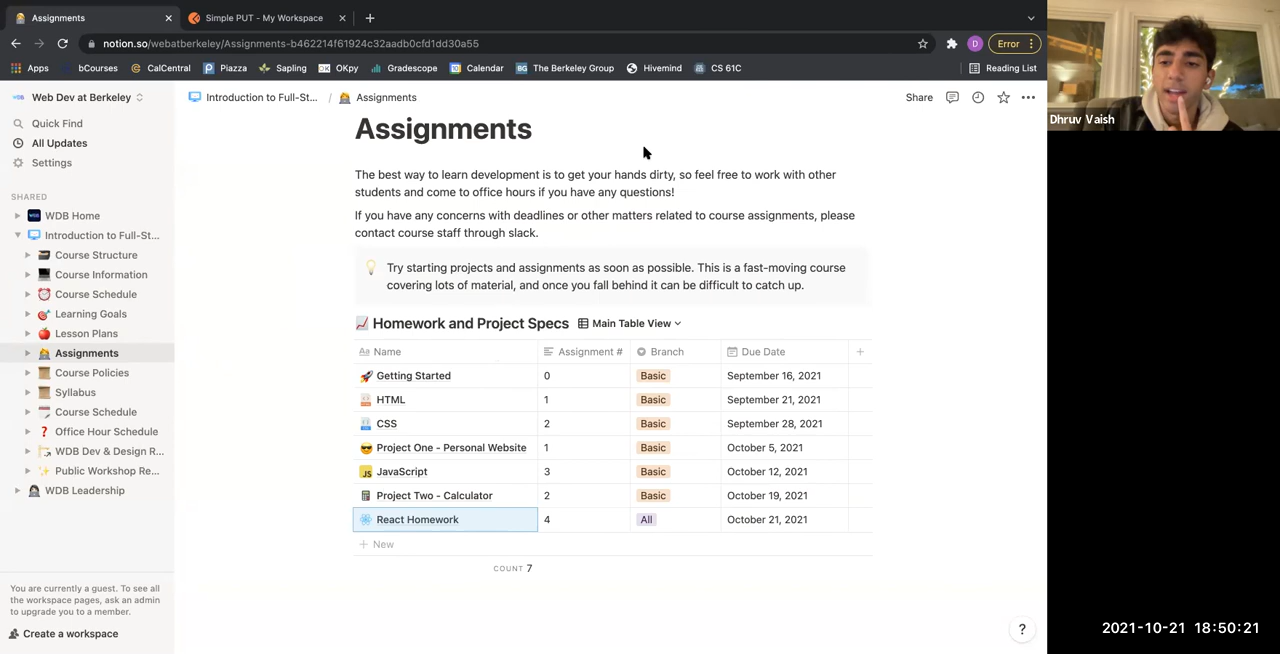 Assignments
Simple PUT - My Workspace
notion.so/webatberkeley/Assignments-b462214f61924c32aadb0cfd1dd30a55
D
Error
Apps
bCourses
CalCentral
Piazza
Sapling
OKpy
Gradescope
Calendar
The Berkeley Group
Hivemind
CS 61C
Reading List
Web Dev at Berkeley
Quick Find
All Updates
Settings
SHARED
WDB Home
Introduction to Full-St...
Course Structure
Course Information
Course Schedule
Learning Goals
Lesson Plans
Assignments
Course Policies
Syllabus
Course Schedule
Office Hour Schedule
WDB Dev & Design R...
Public Workshop Re...
WDB Leadership
You are currently a guest. To see all
the workspace pages, ask an admin
to upgrade you to a member.
Create a workspace
Introduction to Full-St... / Assignments
Share
Assignments
The best way to learn development is to get your hands dirty, so feel free to work with other
students and come to office hours if you have any questions!
If you have any concerns with deadlines or other matters related to course assignments, please
contact course staff through slack.
Try starting projects and assignments as soon as possible. This is a fast-moving course
covering lots of material, and once you fall behind it can be difficult to catch up.
Homework and Project Specs Main Table View
Name Assignment # Branch Due Date
Getting Started 0 Basic September 16, 2021
HTML 1 Basic September 21, 2021
CSS 2 Basic September 28, 2021
Project One - Personal Website 1 Basic October 5, 2021
JavaScript 3 Basic October 12, 2021
Project Two - Calculator 2 Basic October 19, 2021
React Homework 4 All October 21, 2021
New
COUNT 7
?
Dhruv Vaish
2021-10-21 18:50:21